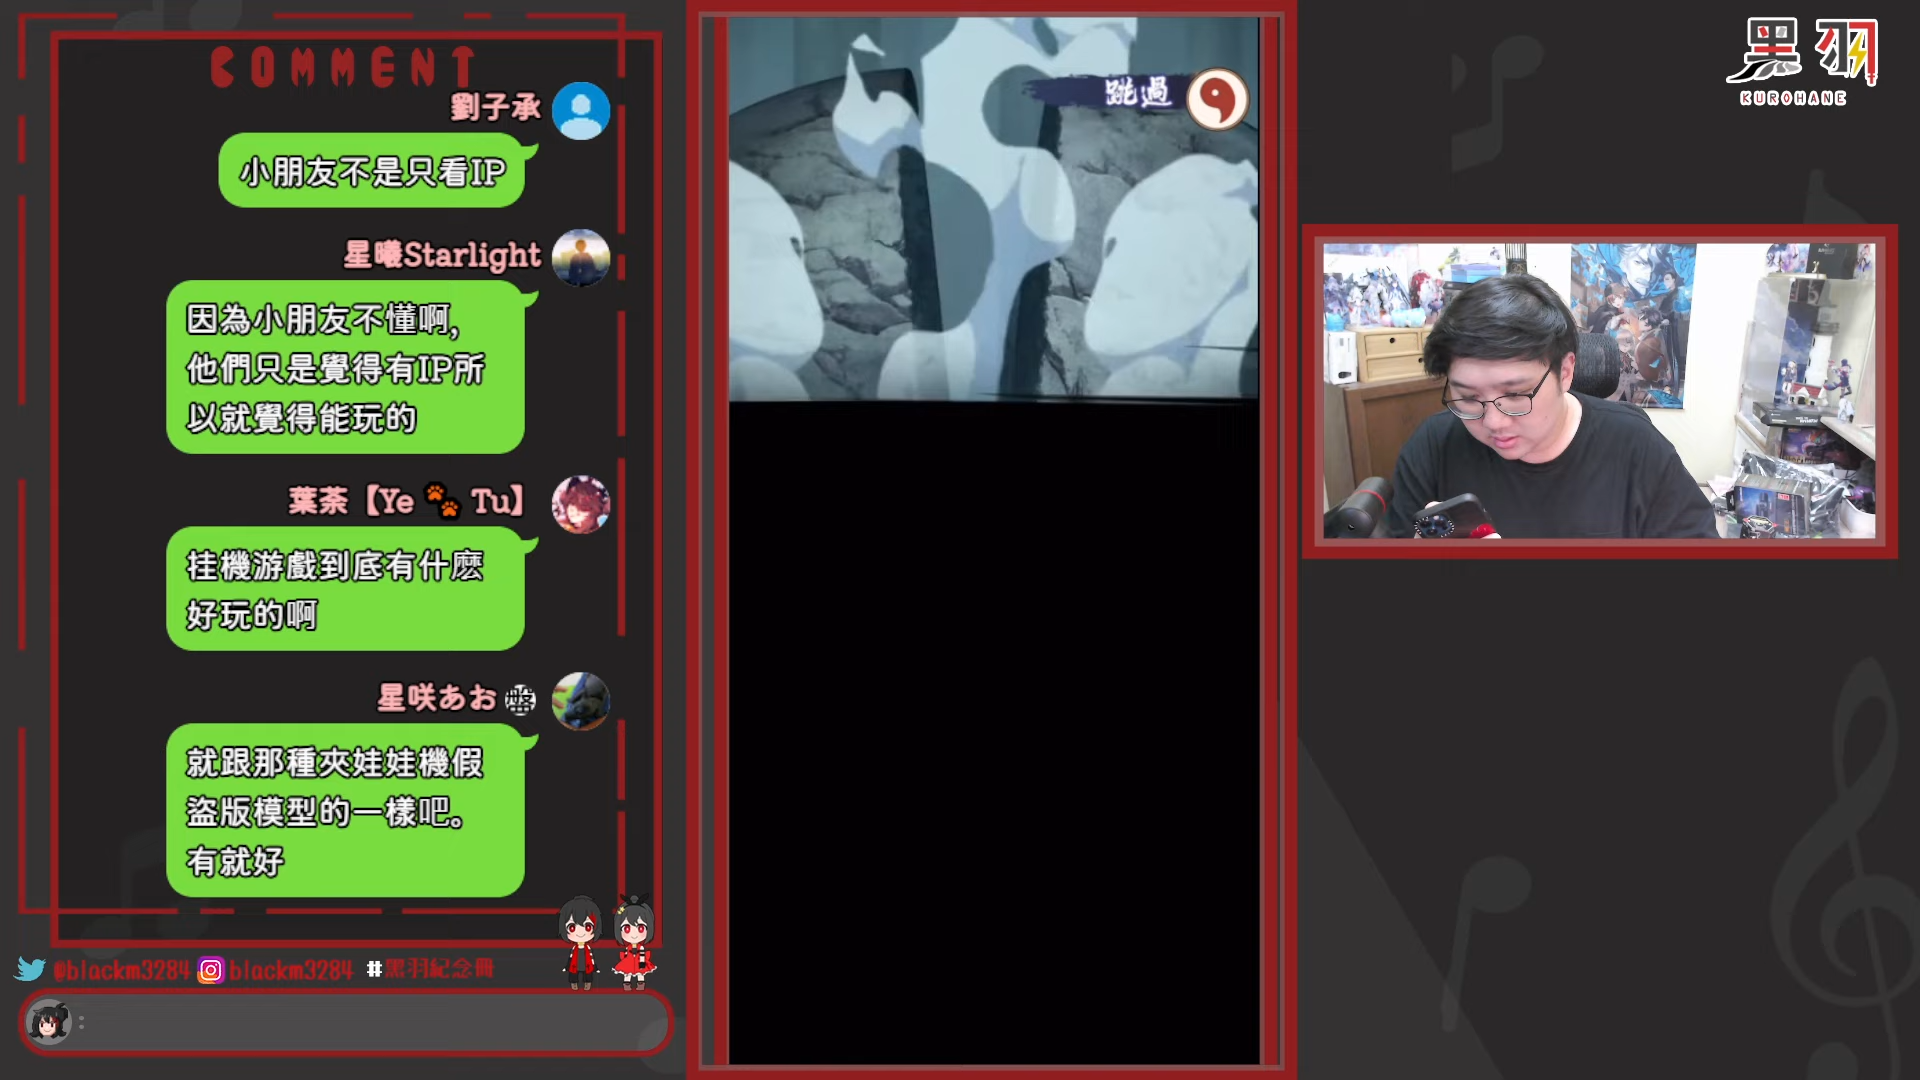 COMMENT
劉子承
小朋友不是只看IP
星曦Starlight
因為小朋友不懂啊,
他們只是覺得有IP所
以就覺得能玩的
葉荼【Ye Tu】
挂機游戲到底有什麽
好玩的啊
星咲あお
就跟那種夾娃娃機假
盜版模型的一樣吧。
有就好
@blackm3284 blackm3284 #黑羽紀念冊
:
跳過
黑羽
KUROHANE